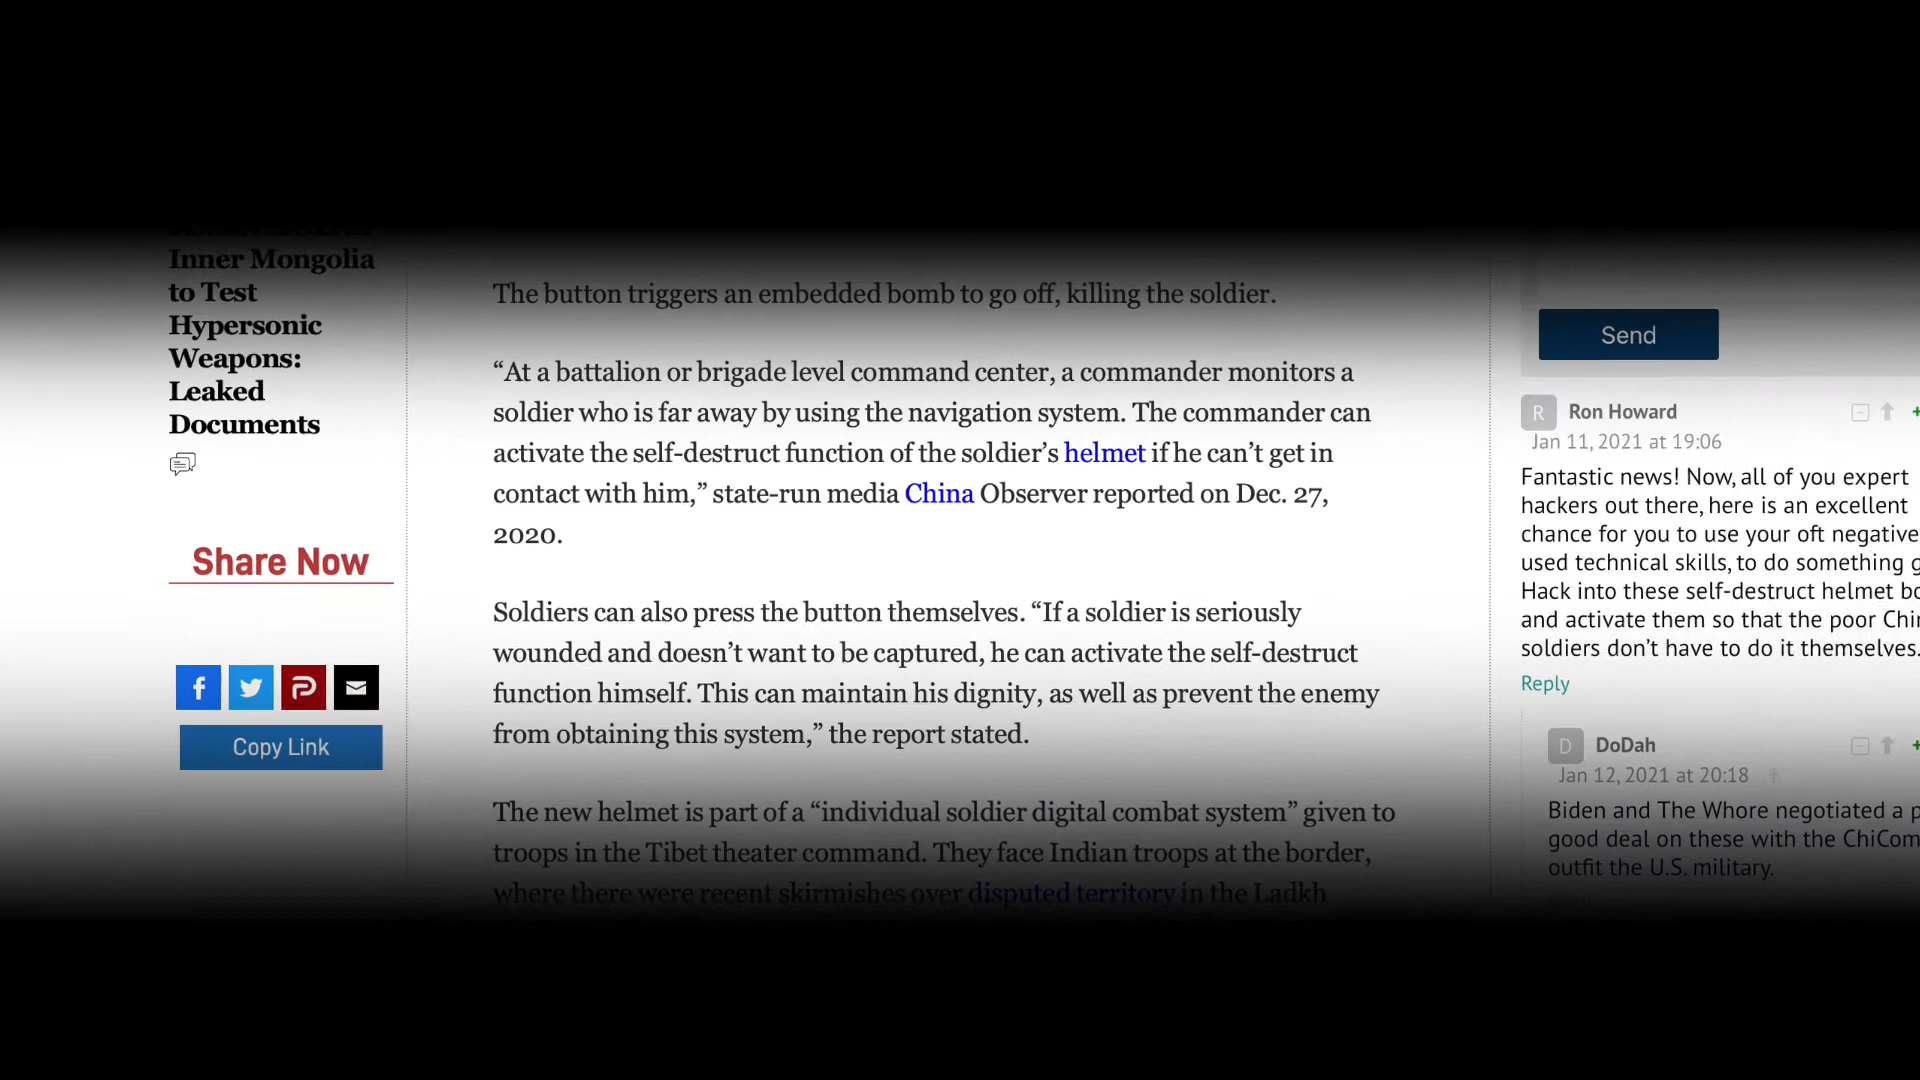 Inner Mongolia
to Test
Hypersonic
Weapons:
Leaked
Documents
Share Now
Copy Link
The button triggers an embedded bomb to go off, killing the soldier.
“At a battalion or brigade level command center, a commander monitors a
soldier who is far away by using the navigation system. The commander can
activate the self-destruct function of the soldier’s helmet if he can’t get in
contact with him,” state-run media China Observer reported on Dec. 27,
2020.
Soldiers can also press the button themselves. “If a soldier is seriously
wounded and doesn’t want to be captured, he can activate the self-destruct
function himself. This can maintain his dignity, as well as prevent the enemy
from obtaining this system,” the report stated.
The new helmet is part of a “individual soldier digital combat system” given to
troops in the Tibet theater command. They face Indian troops at the border,
where there were recent skirmishes over disputed territory in the Ladkh
Send
R Ron Howard
Jan 11, 2021 at 19:06
Fantastic news! Now, all of you expert
hackers out there, here is an excellent
chance for you to use your oft negative
used technical skills, to do something
Hack into these self-destruct helmet
and activate them so that the poor
soldiers don’t have to do it themselves.
Reply
D DoDah
Jan 12, 2021 at 20:18
Biden and The Whore negotiated a
good deal on these with the
outfit the U.S. military.